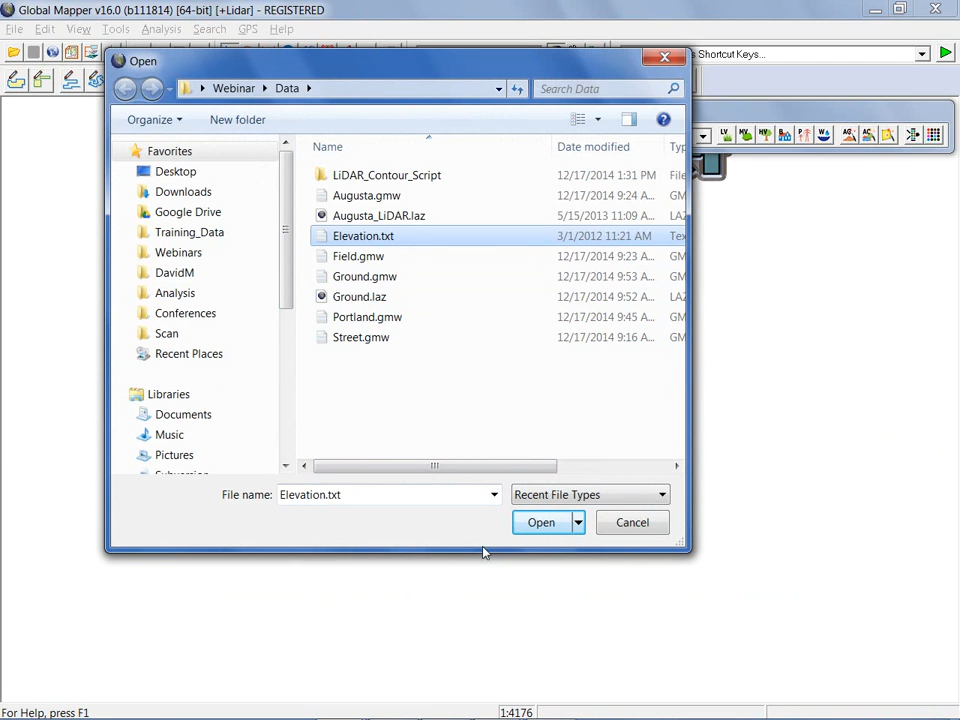 Global Mapper v16.0 (b111814) [64-bit] [+Lidar] - REGISTERED
File Edit View Tools Analysis Search GPS Help
Shortcut Keys...
Open
Webinar Data
Search Data
Organize
New folder
Name Date modified Typ
Favorites
Desktop
Downloads
Google Drive
Training_Data
Webinars
DavidM
Analysis
Conferences
Scan
Recent Places
Libraries
Documents
Music
Pictures
LiDAR_Contour_Script 12/17/2014 1:31 PM File
Augusta.gmw 12/17/2014 9:24 A... GM
Augusta_LiDAR.laz 5/15/2013 11:09 A... LAZ
Elevation.txt 3/1/2012 11:21 AM Tex
Field.gmw 12/17/2014 9:23 A... GM
Ground.gmw 12/17/2014 9:53 A... GM
Ground.laz 12/17/2014 9:52 A... LAZ
Portland.gmw 12/17/2014 9:45 A... GM
Street.gmw 12/17/2014 9:16 A... GM
File name: Elevation.txt
Recent File Types
Open
Cancel
For Help, press F1
1:4176